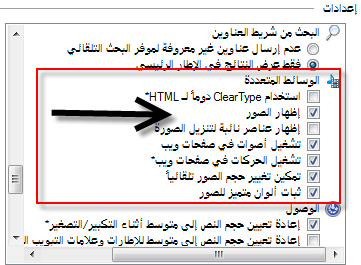 إعدادات
البحث من شريط العناوين
عدم إرسال عناوين غير معروفة لموفر البحث التلقائي
فقط عرض النتائج في الإطار الرئيسي
الوسائط المتعددة
استخدام ClearType دوماً لـ HTML*
إظهار الصور
إظهار عناصر نائبة لتنزيل الصورة
تشغيل أصوات في صفحات ويب
تشغيل الحركات في صفحات ويب*
تمكين تغيير حجم الصور تلقائياً
ثبات ألوان متميز للصور
الوصول
إعادة تعيين حجم النص إلى متوسط أثناء التكبير/التصغير*
إعادة تعيين حجم النص إلى متوسط للإطارات وعلامات التبويب